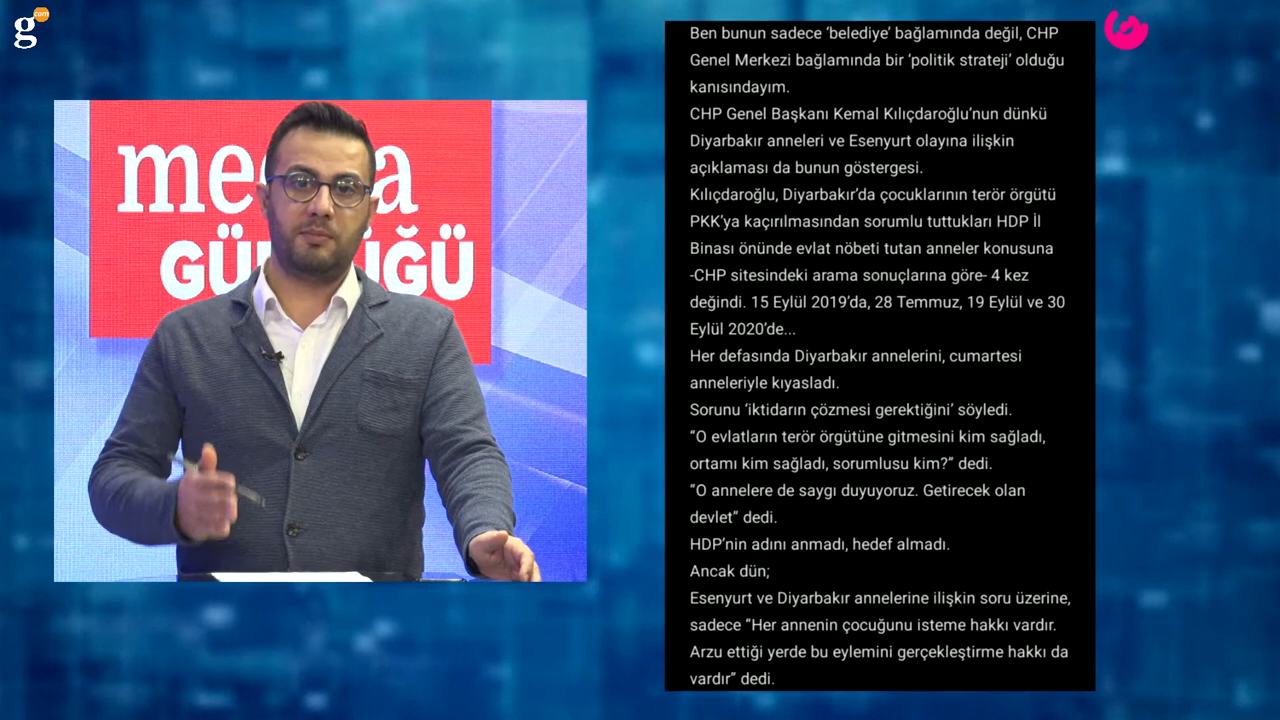 g
com
me a
GÜ ĞÜ
Ben bunun sadece ‘belediye’ bağlamında değil, CHP
Genel Merkezi bağlamında bir ‘politik strateji’ olduğu
kanısındayım.
CHP Genel Başkanı Kemal Kılıçdaroğlu’nun dünkü
Diyarbakır anneleri ve Esenyurt olayına ilişkin
açıklaması da bunun göstergesi.
Kılıçdaroğlu, Diyarbakır’da çocuklarının terör örgütü
PKK’ya katılmasından sorumlu tuttukları HDP İl
Binası önünde evlat nöbeti tutan anneler konusuna
-CHP sitesindeki arama sonuçlarına göre- 4 kez
değindi. 15 Eylül 2019’da, 28 Temmuz, 19 Eylül ve 30
Eylül 2020’de...
Her defasında Diyarbakır annelerini, cumartesi
anneleriyle kıyasladı.
Sorunu ‘iktidarın çözmesi gerektiğini’ söyledi.
“O evlatların terör örgütüne gitmesini kim sağladı,
ortamı kim sağladı, sorumlusu kim?” dedi.
“O annelere de saygı duyuyoruz. Getirecek olan
devlet” dedi.
HDP’nin adını anmadı, hedef almadı.
Ancak dün;
Esenyurt ve Diyarbakır annelerine ilişkin soru üzerine,
sadece “Her annenin çocuğunu isteme hakkı vardır.
Arzu ettiği yerde bu eylemini gerçekleştirme hakkı da
vardır” dedi.